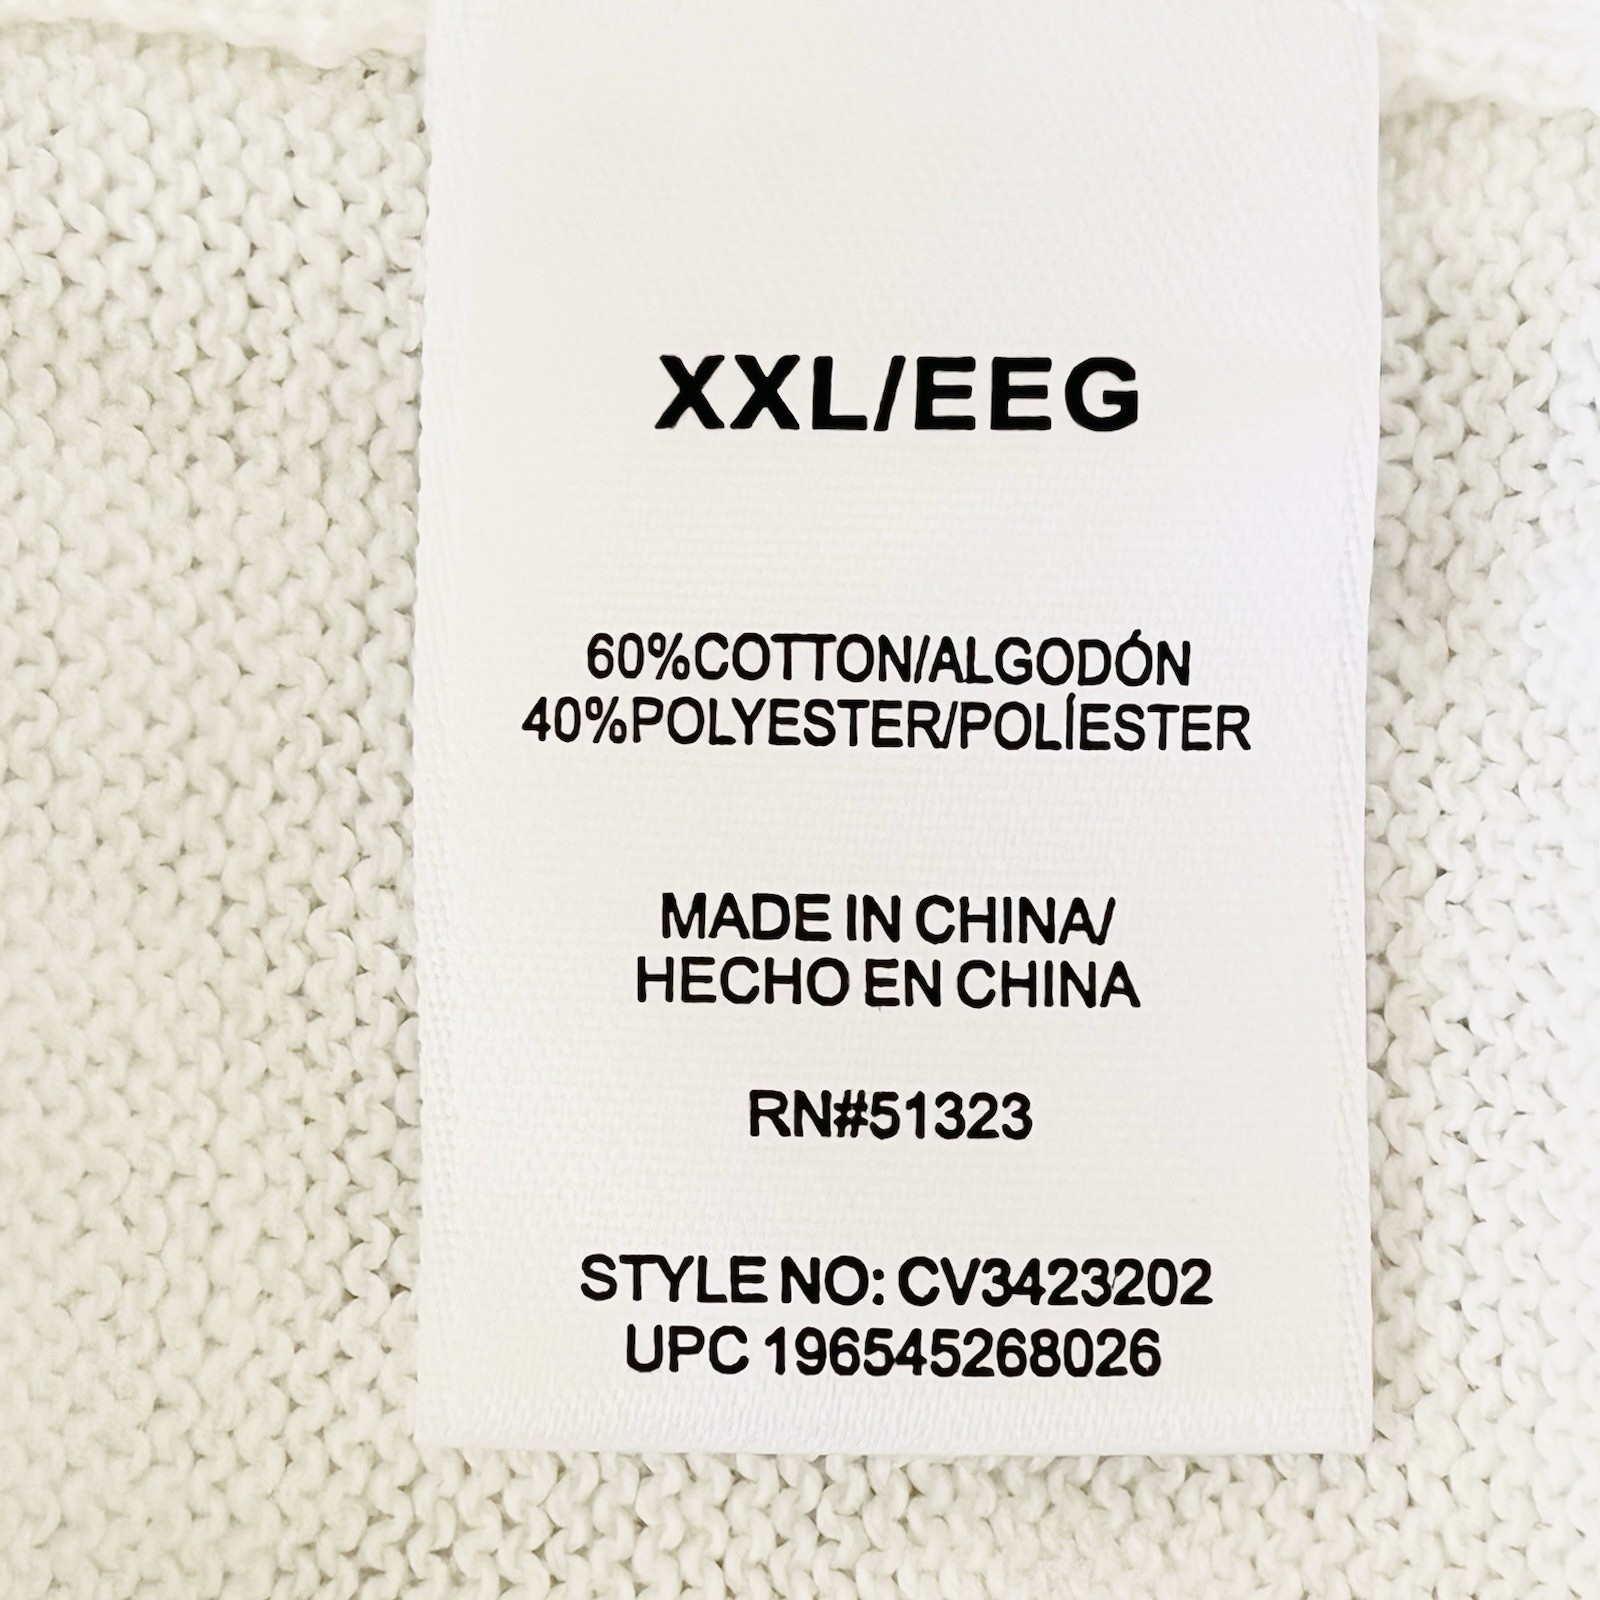 XXL/EEG
60%COTTON/ALGODÓN
40%POLYESTER/POLÍESTER
MADE IN CHINA/
HECHO EN CHINA
RN#51323
STYLE NO: CV3423202
UPC 196545268026